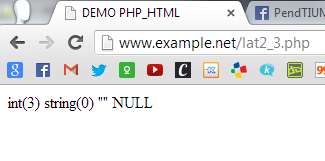 DEMO PHP_HTML
PendTIUM
www.example.net/lat2_3.php
int(3) string(0) "" NULL